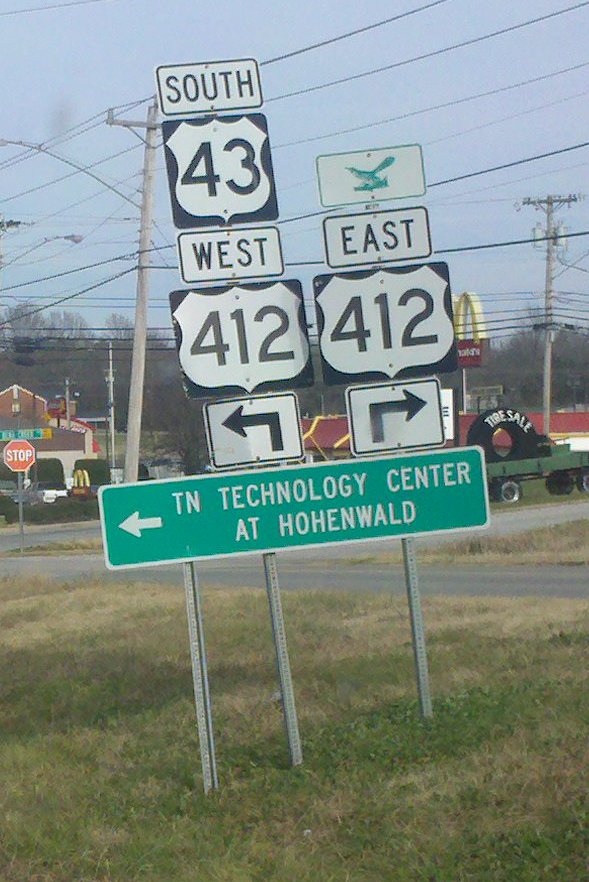 SOUTH
43
WEST
412
EAST
412
TN TECHNOLOGY CENTER
AT HOHENWALD
STOP
TIRE SALE